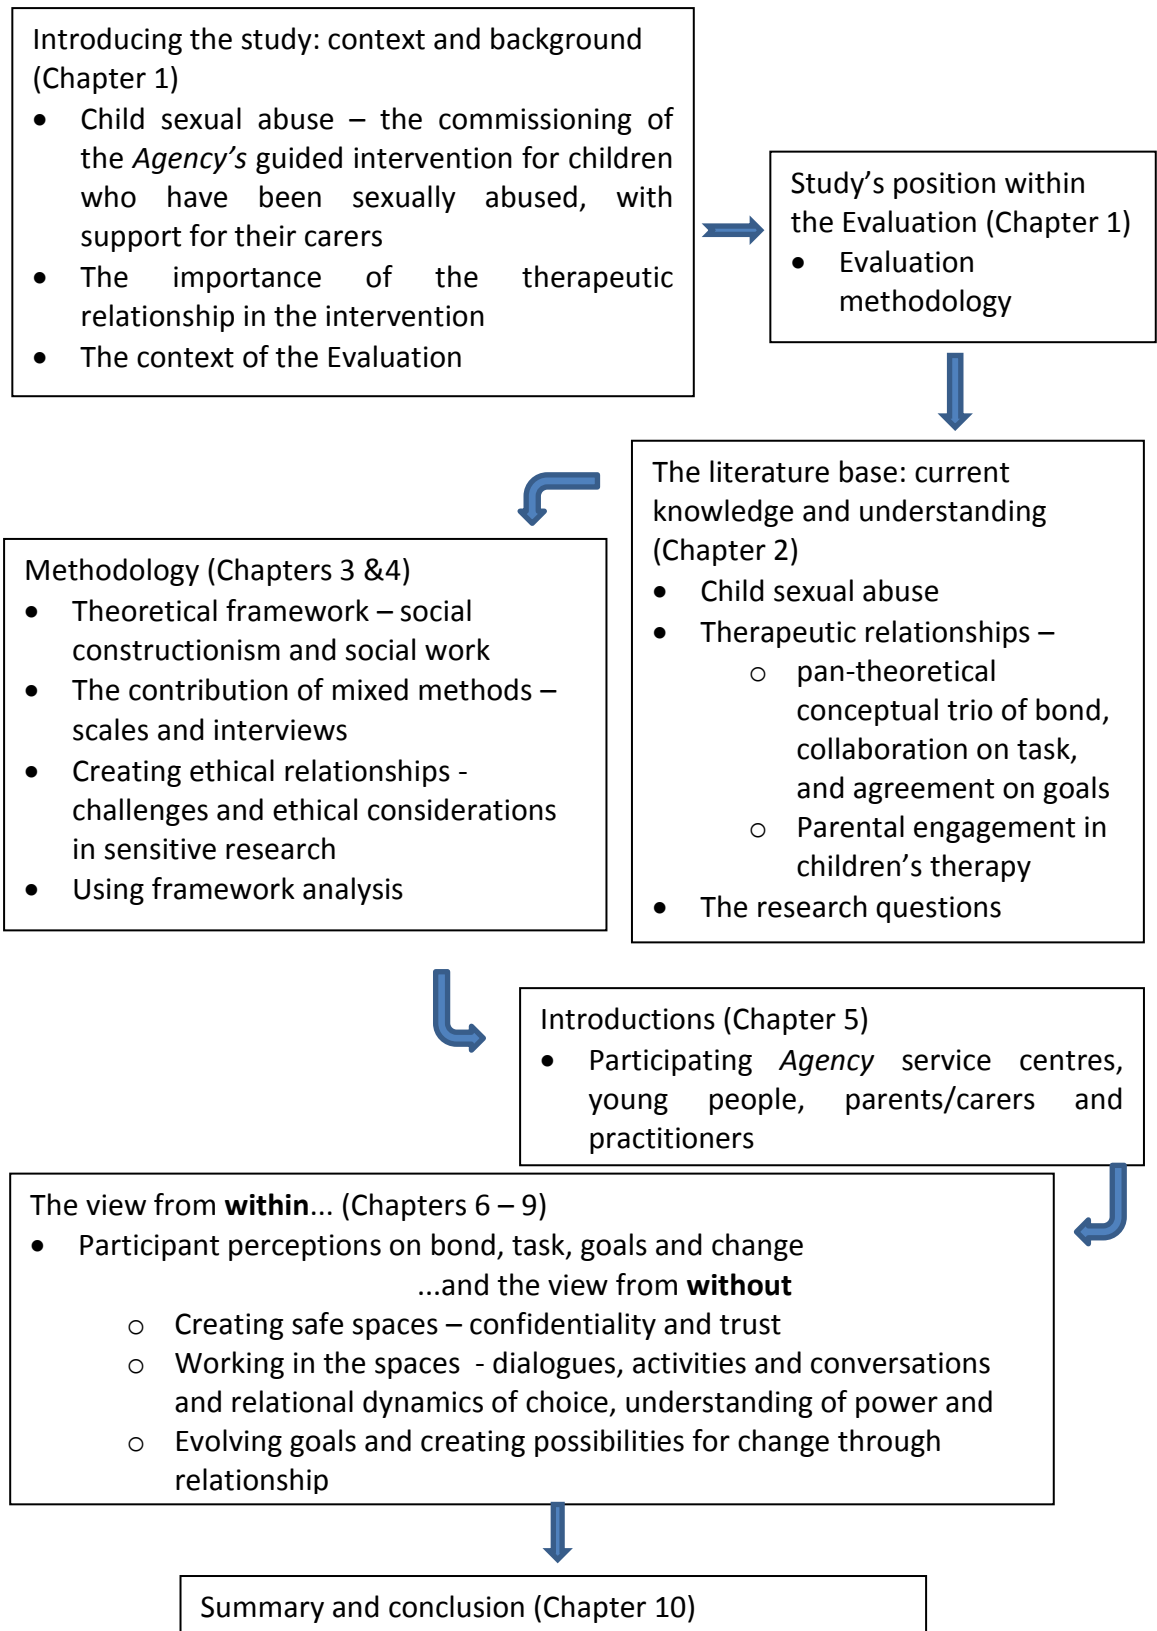 Introducing the study: context and background
(Chapter 1)
• Child sexual abuse – the commissioning of
the Agency's guided intervention for children
who have been sexually abused, with
support for their carers
• The importance of the therapeutic
relationship in the intervention
• The context of the Evaluation
Study's position within
the Evaluation (Chapter 1)
• Evaluation
methodology
The literature base: current
knowledge and understanding
(Chapter 2)
• Child sexual abuse
• Therapeutic relationships –
o pan-theoretical
conceptual trio of bond,
collaboration on task,
and agreement on goals
o Parental engagement in
children's therapy
• The research questions
Methodology (Chapters 3 &4)
• Theoretical framework – social
constructionism and social work
• The contribution of mixed methods –
scales and interviews
• Creating ethical relationships -
challenges and ethical considerations
in sensitive research
• Using framework analysis
Introductions (Chapter 5)
• Participating Agency service centres,
young people, parents/carers and
practitioners
The view from within... (Chapters 6 – 9)
• Participant perceptions on bond, task, goals and change
...and the view from without
o Creating safe spaces – confidentiality and trust
o Working in the spaces - dialogues, activities and conversations
and relational dynamics of choice, understanding of power and
o Evolving goals and creating possibilities for change through
relationship
Summary and conclusion (Chapter 10)